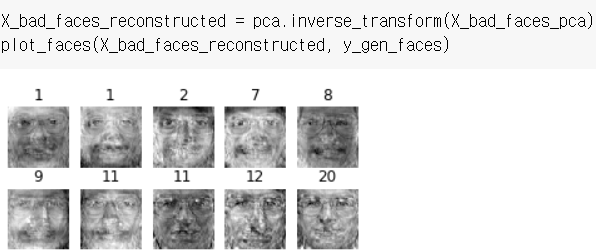 X_bad_faces_reconstructed = pca.inverse_transform(X_bad_faces_pca)
plot_faces(X_bad_faces_reconstructed, y_gen_faces)
1 1 2 7 8
9 11 11 12 20